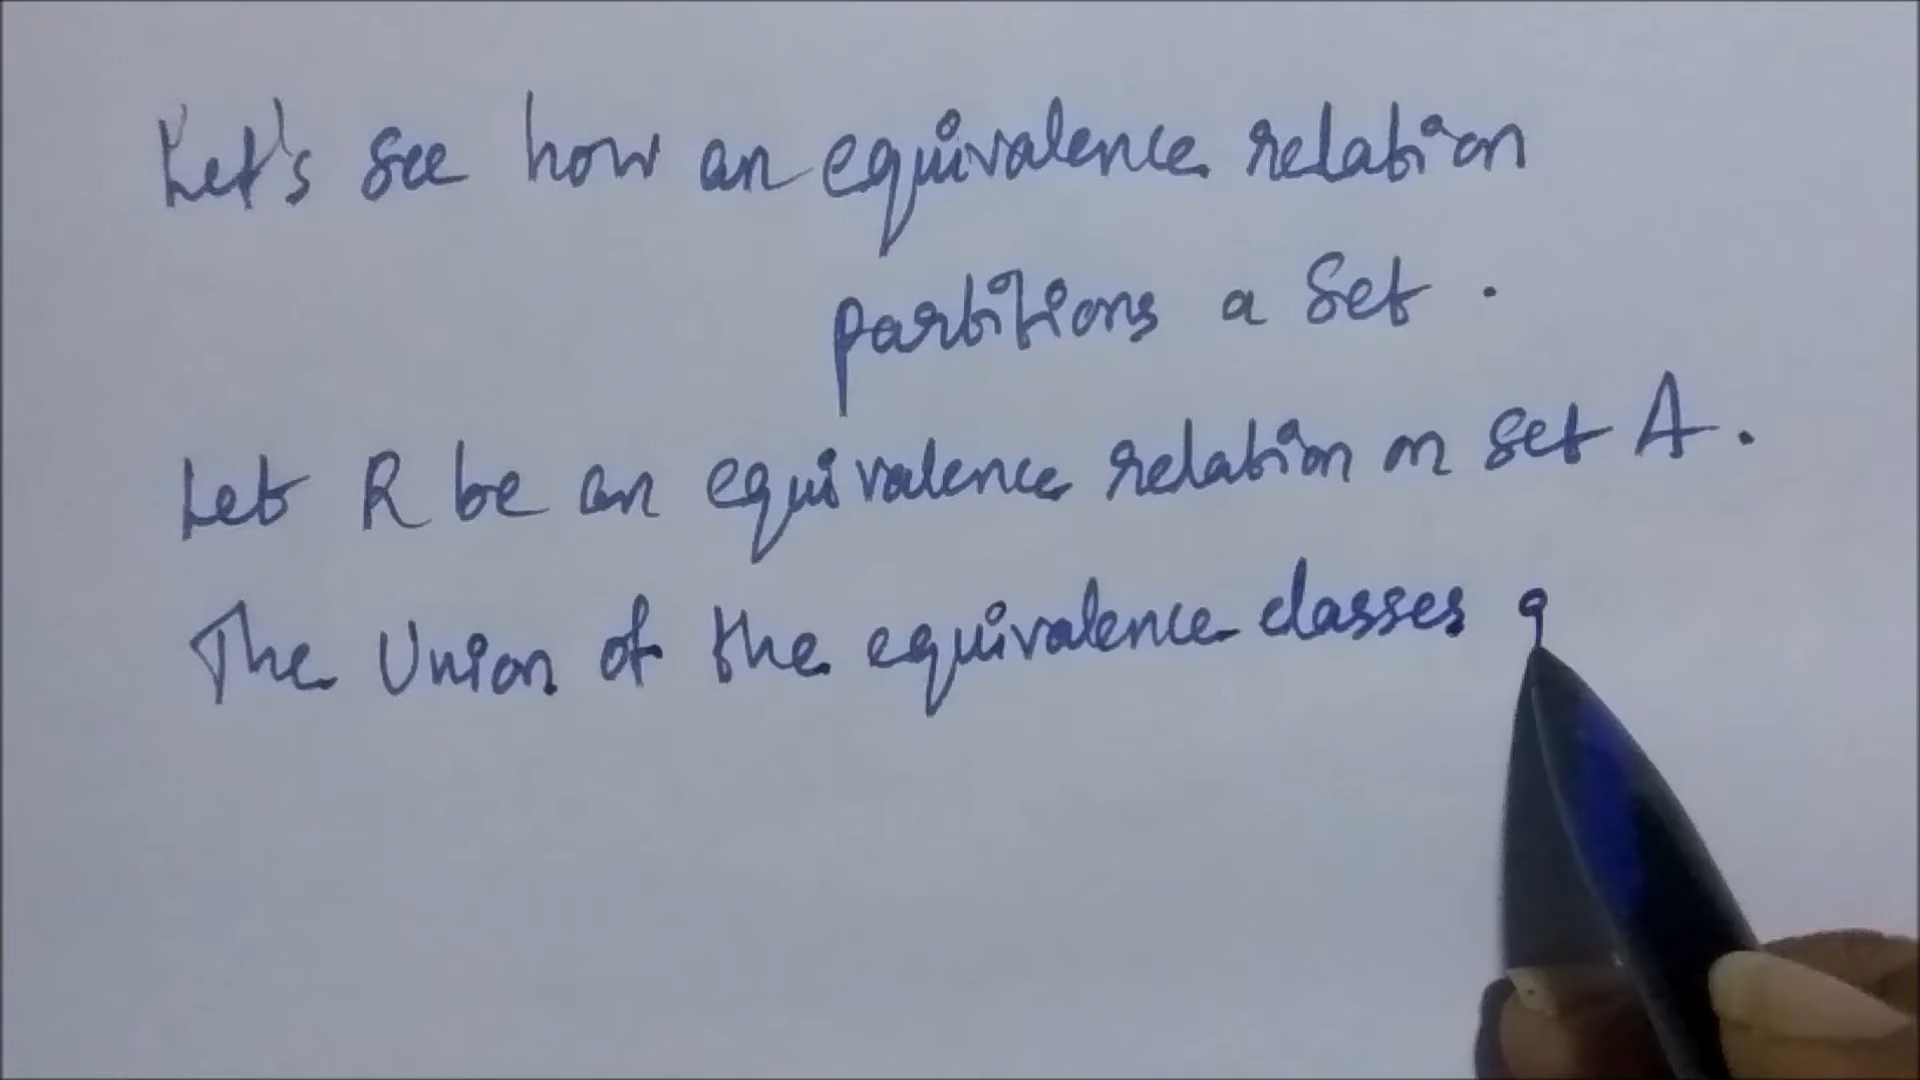 Let's see how an equivalence relation
partitions a set.
Let R be an equivalence relation on set A.
The Union of the equivalence classes